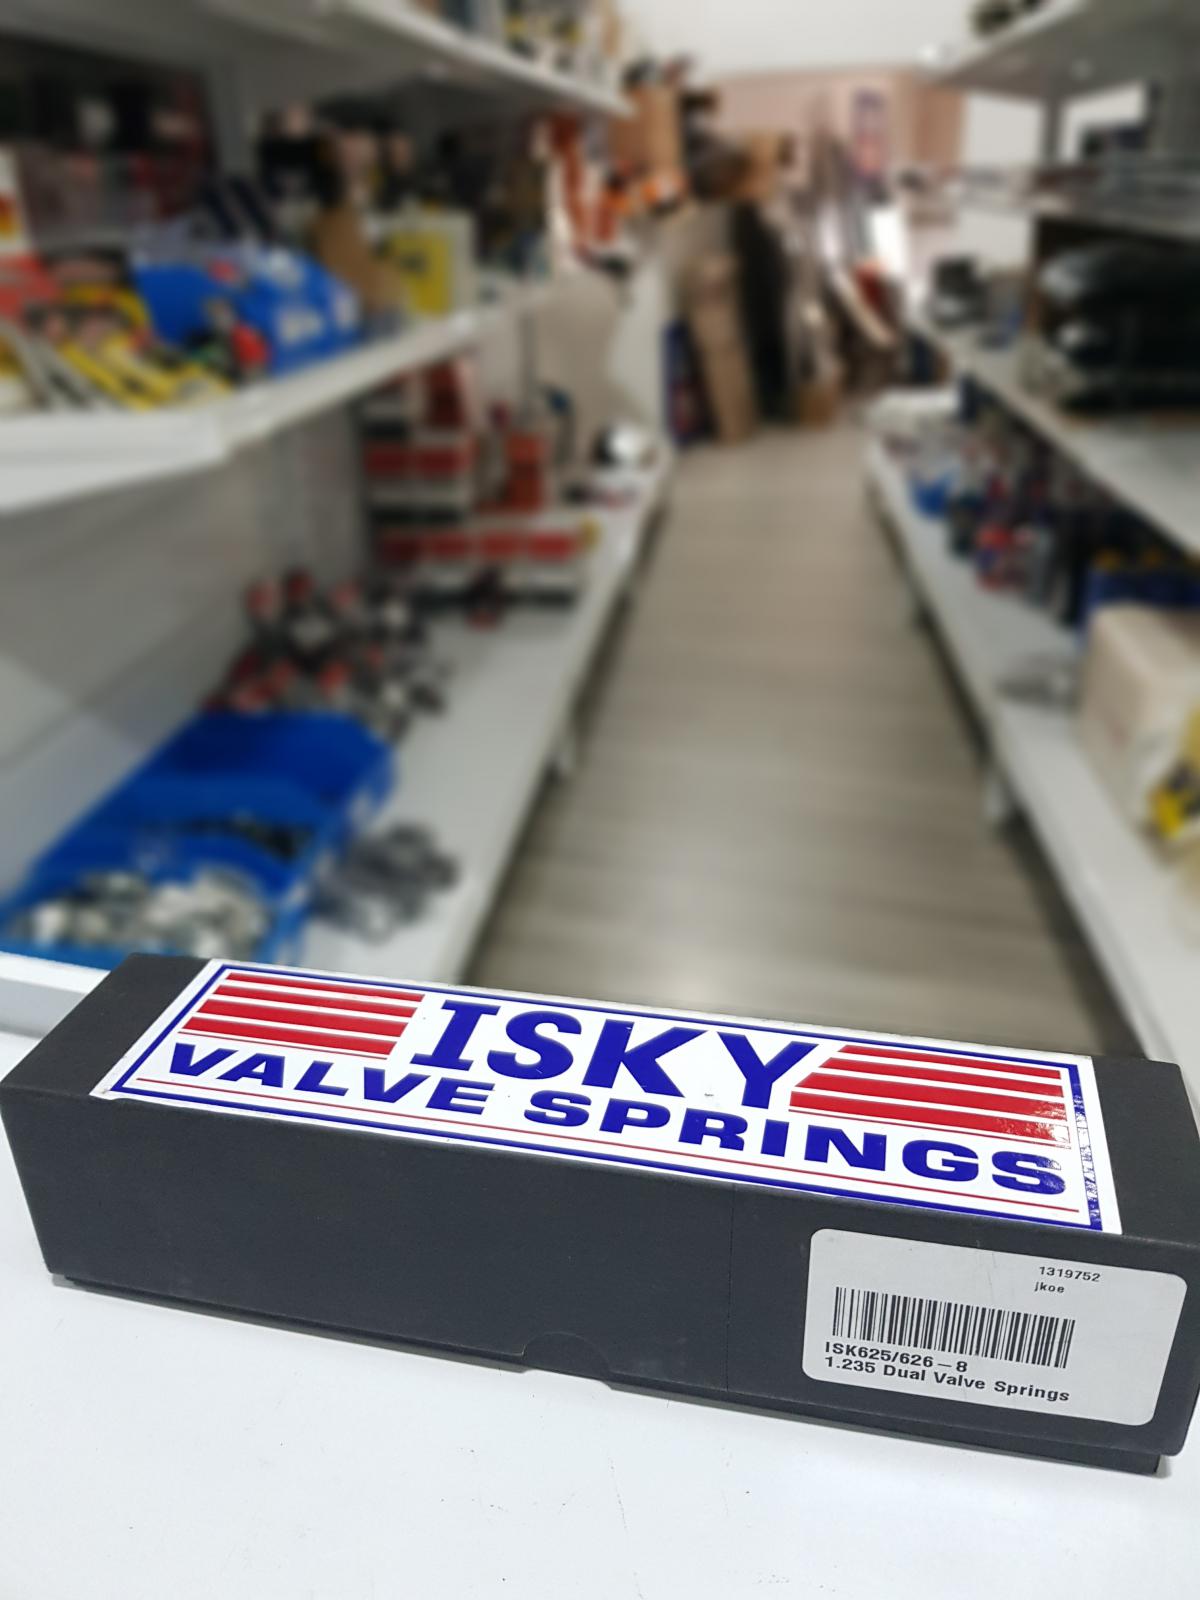 ISKY
VALVE SPRINGS
1319752
jkoe
ISK625/626-8
1.235 Dual Valve Springs